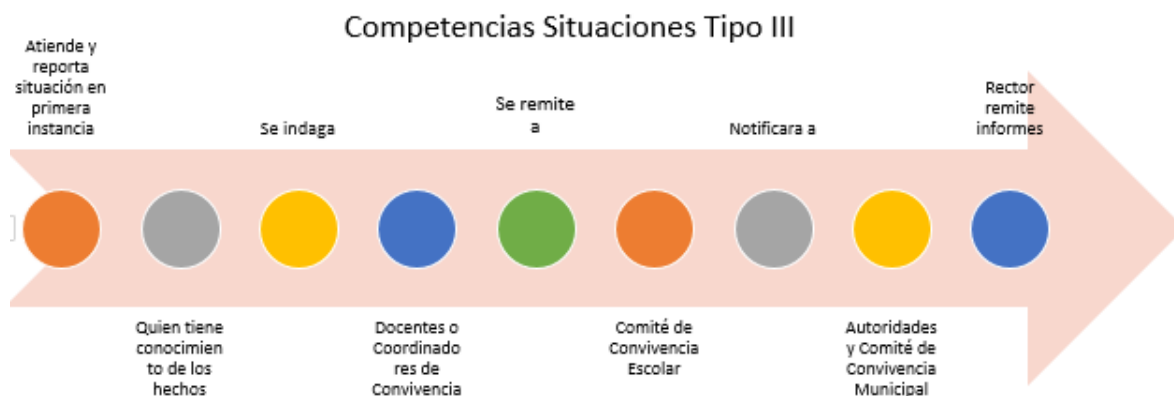 Competencias Situaciones Tipo III
Atiende y
reporta
situación en
primera
instancia
Se indaga
Se remite
a
Notificara a
Rector
remite
informes
Quien tiene
conocimien
to de los
hechos
Docentes o
Coordinado
res de
Convivencia
Comité de
Convivencia
Escolar
Autoridades
y Comité de
Convivencia
Municipal